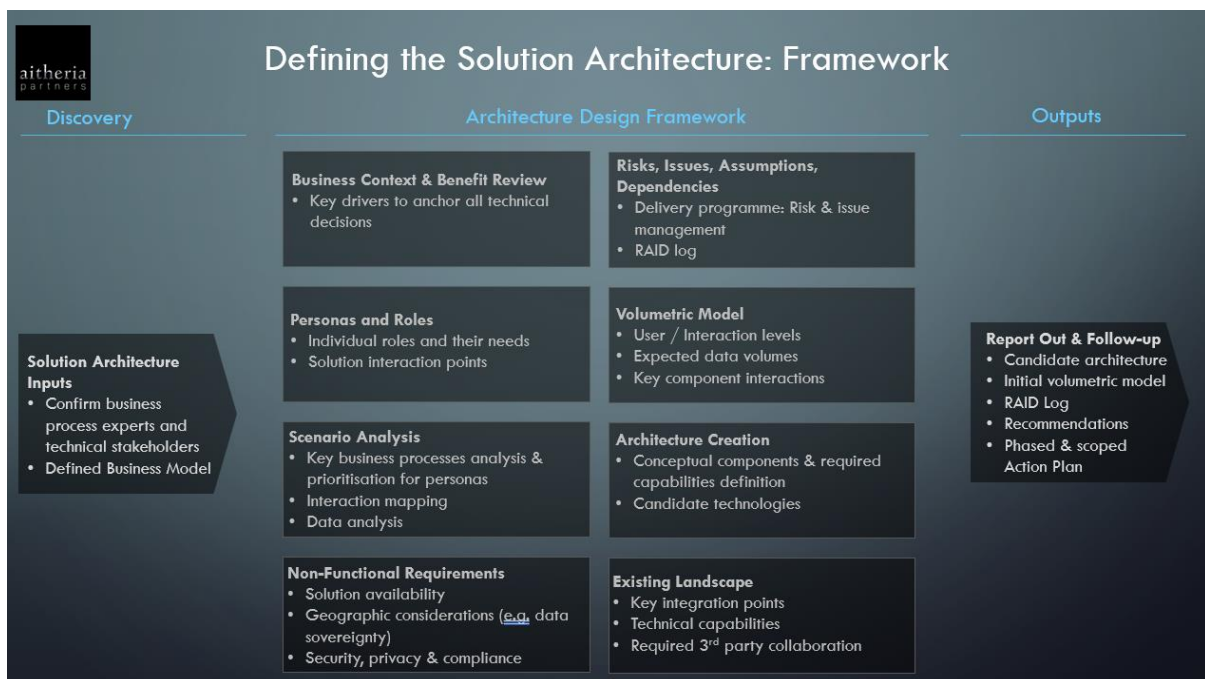 aitheria
partners
Defining the Solution Architecture: Framework
Discovery
Architecture Design Framework
Outputs
Solution Architecture
Inputs
• Confirm business
process experts and
technical stakeholders
• Defined Business Model
Business Context & Benefit Review
• Key drivers to anchor all technical
decisions
Risks, Issues, Assumptions,
Dependencies
• Delivery programme: Risk & issue
management
• RAID log
Personas and Roles
• Individual roles and their needs
• Solution interaction points
Volumetric Model
• User / Interaction levels
• Expected data volumes
• Key component interactions
Scenario Analysis
• Key business processes analysis &
prioritisation for personas
• Interaction mapping
• Data analysis
Architecture Creation
• Conceptual components & required
capabilities definition
• Candidate technologies
Non-Functional Requirements
• Solution availability
• Geographic considerations (e.g. data
sovereignty)
• Security, privacy & compliance
Existing Landscape
• Key integration points
• Technical capabilities
• Required 3rd party collaboration
Report Out & Follow-up
• Candidate architecture
• Initial volumetric model
• RAID Log
• Recommendations
• Phased & scoped
Action Plan